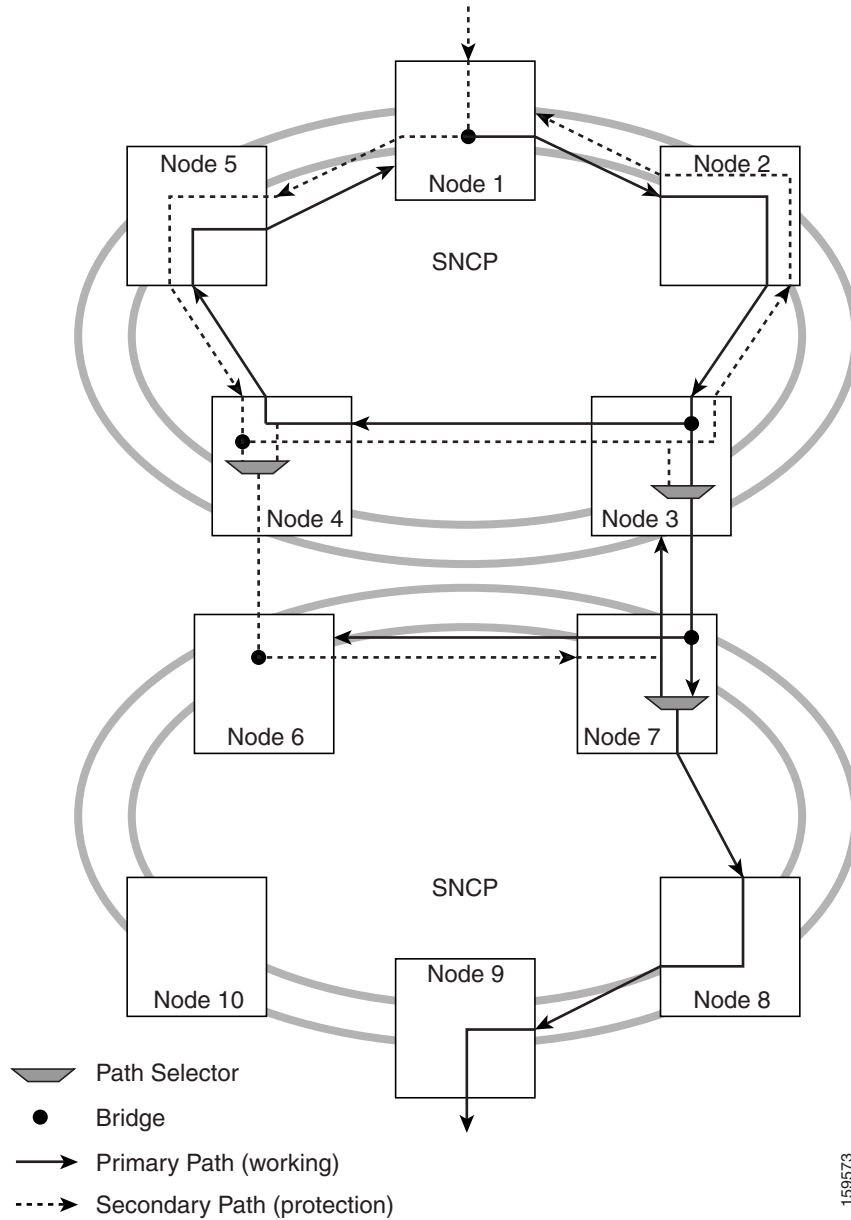 Node 5
Node 1
Node 2
SNCP
Node 4
Node 3
Node 6
Node 7
SNCP
Node 10
Node 9
Node 8
Path Selector
Bridge
Primary Path (working)
Secondary Path (protection)
159573